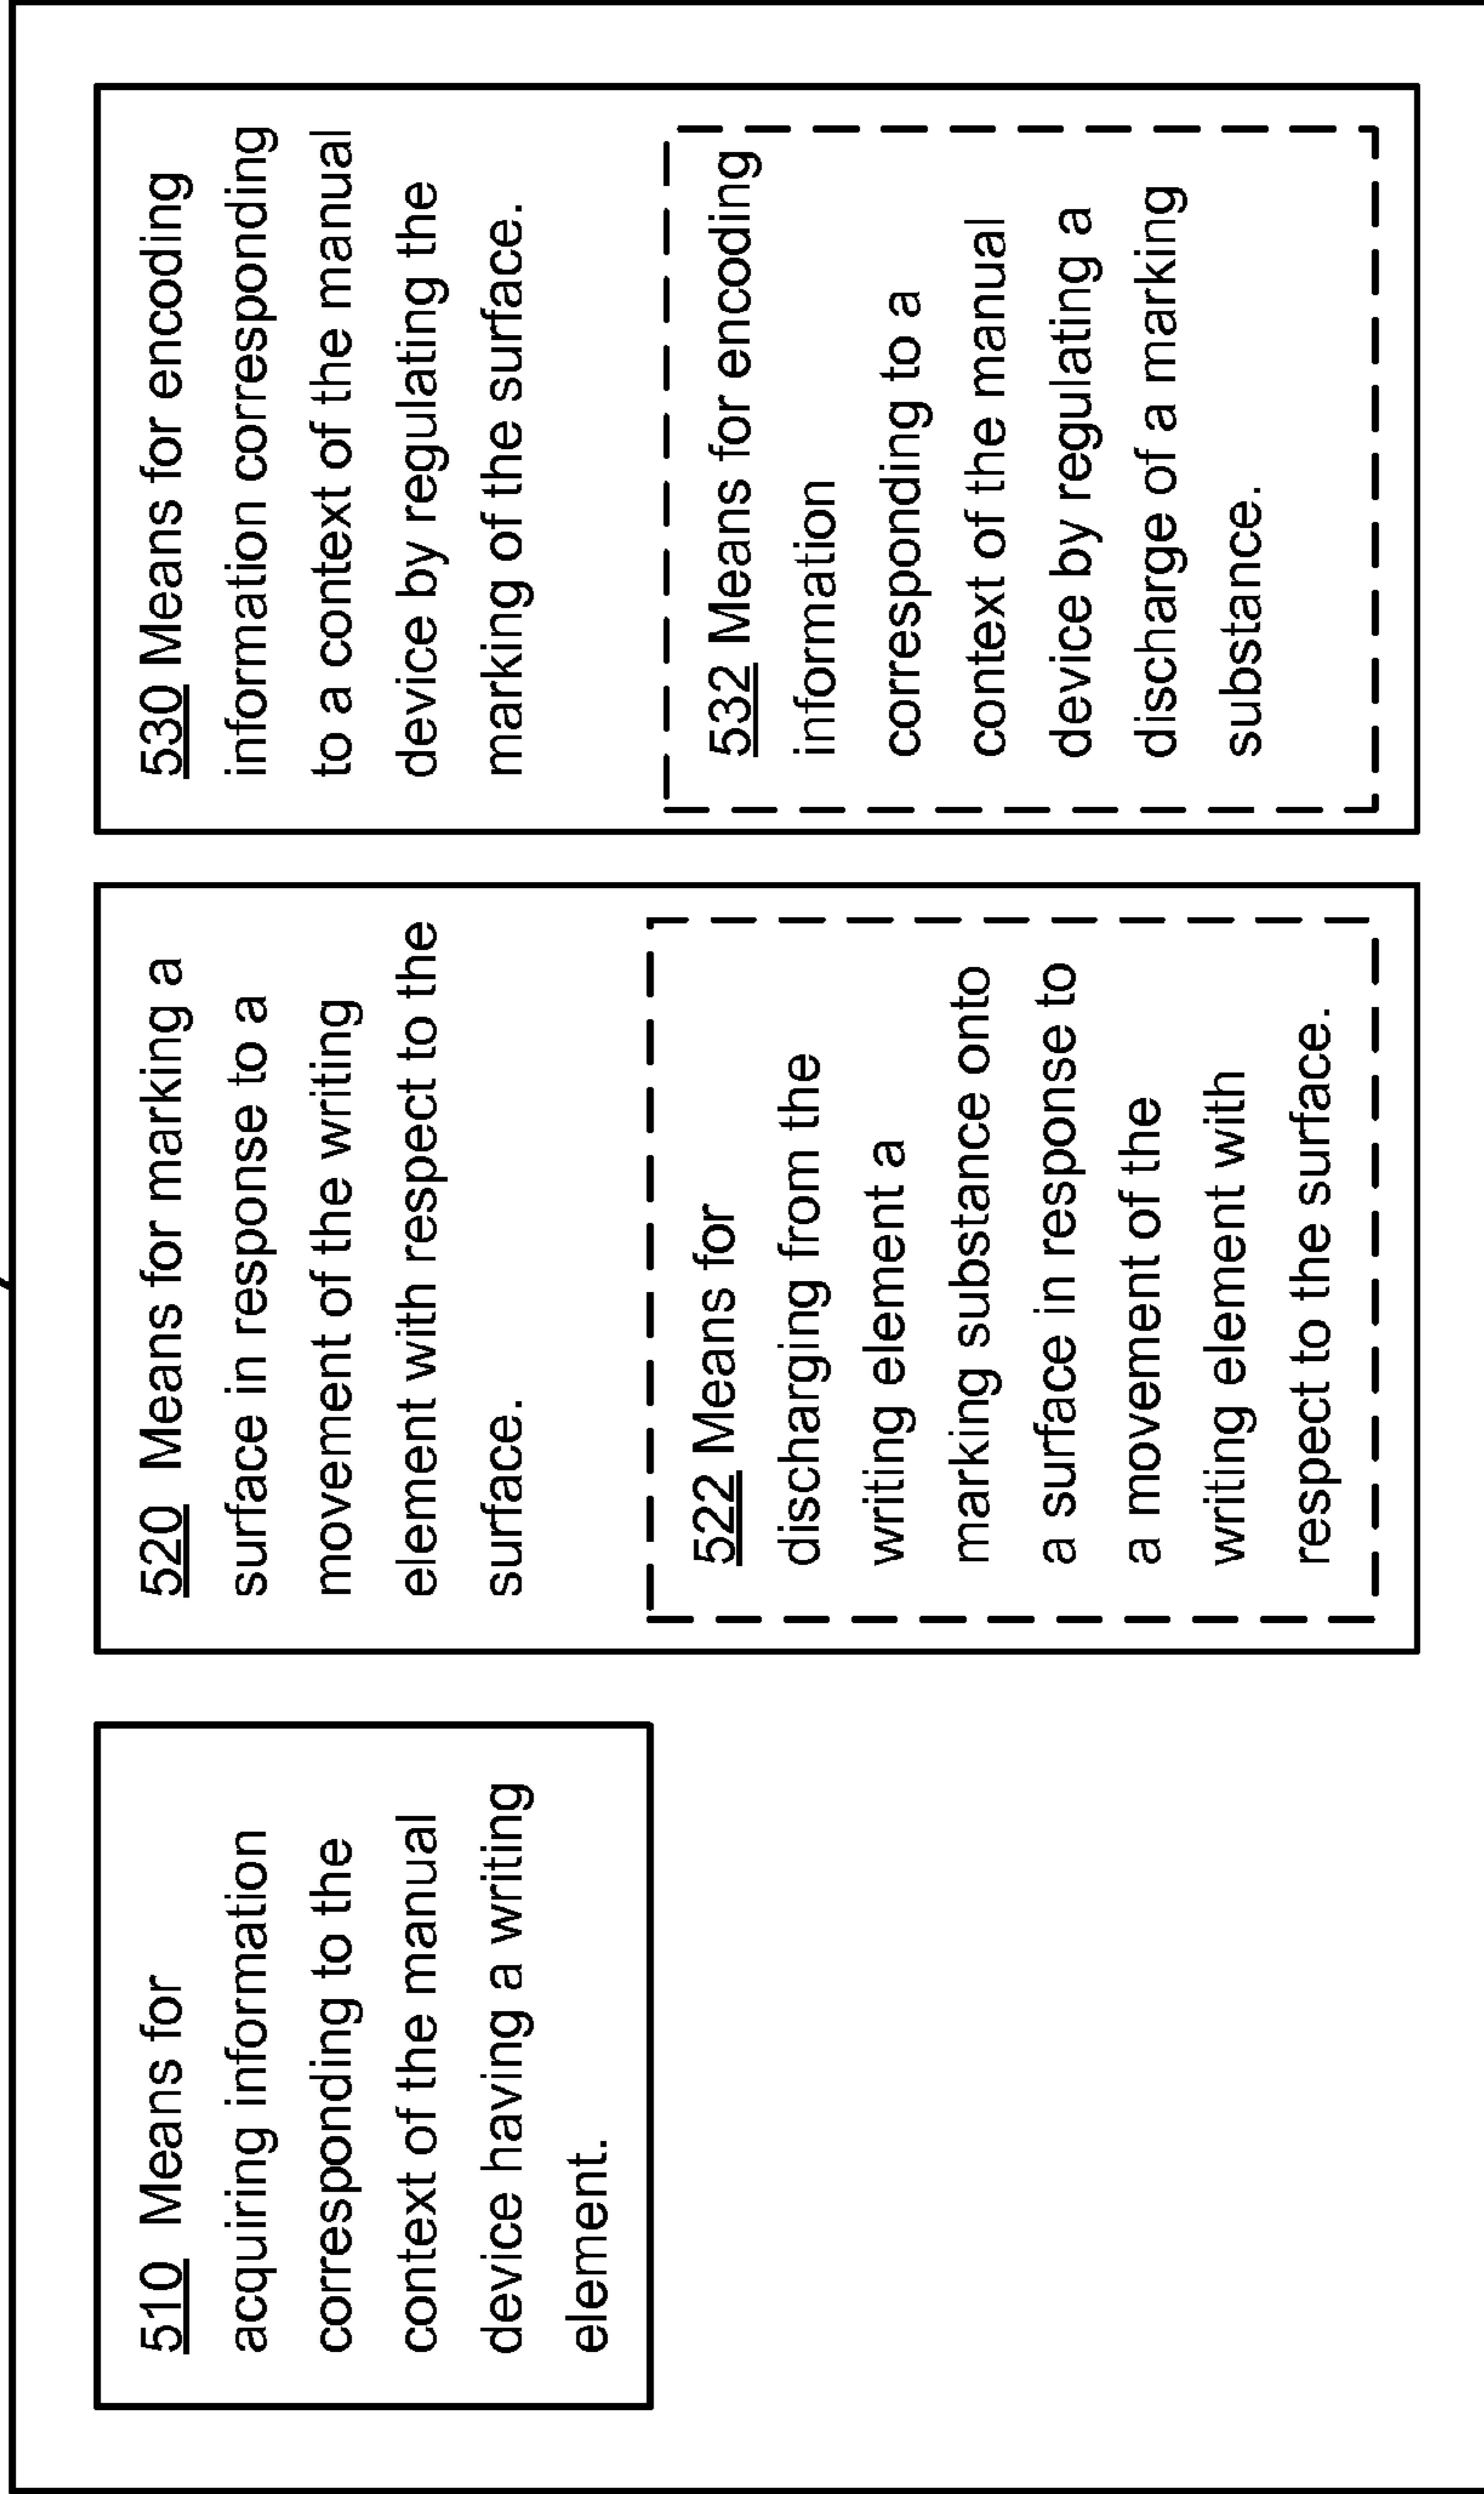 510 Means for
acquiring information
corresponding to the
context of the manual
device having a writing
element.
520 Means for marking a
surface in response to a
movement of the writing
element with respect to the
surface.
522 Means for
discharging from the
writing element a
marking substance onto
a surface in response to
a movement of the
writing element with
respect to the surface.
530 Means for encoding
information corresponding
to a context of the manual
device by regulating the
marking of the surface.
532 Means for encoding
information
corresponding to a
context of the manual
device by regulating a
discharge of a marking
substance.